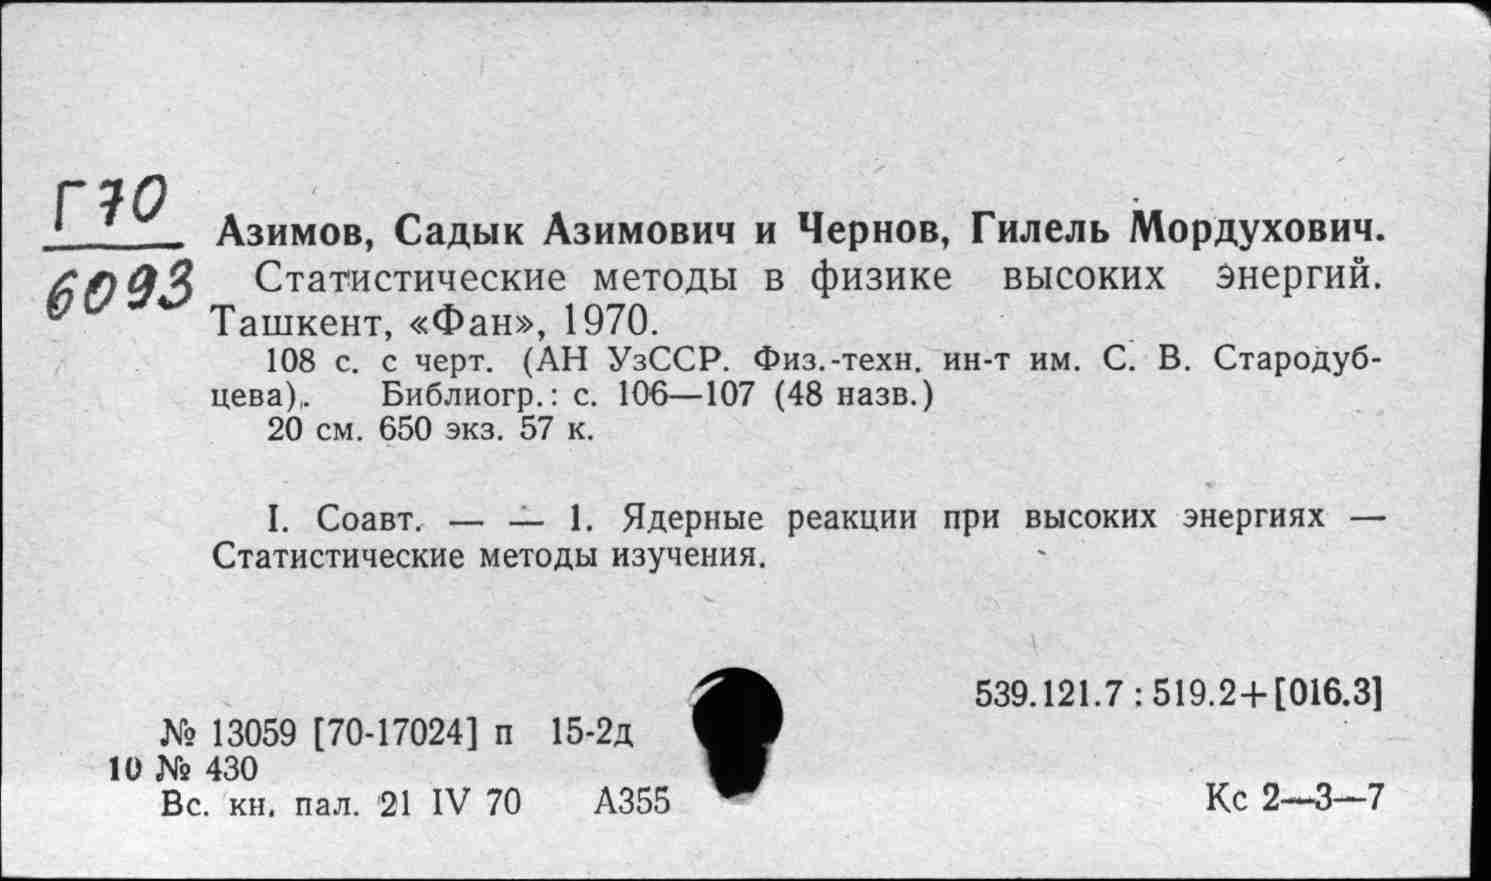 Г70
6093
Азимов, Садык Азимович и Чернов, Гилель Мордухович.
Статистические методы в физике высоких энергий.
Ташкент, «Фан», 1970.
108 с. с черт. (АН УзССР. Физ.-техн. ин-т им. С. В. Стародуб-
цева). Библиогр.: с. 106—107 (48 назв.)
20 см. 650 экз. 57 к.
I. Соавт. — — 1. Ядерные реакции при высоких энергиях —
Статистические методы изучения.
539.121.7 : 519.2+[016.3]
№ 13059 [70-17024] п 15-2д
10 № 430
Вс. кн. пал. 21 IV 70 А355
Кс 2—3—7